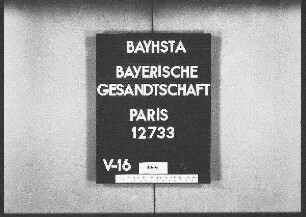 BAYHSTA
BAYERISCHE
GESANDTSCHAFT
PARIS
12733
V-16